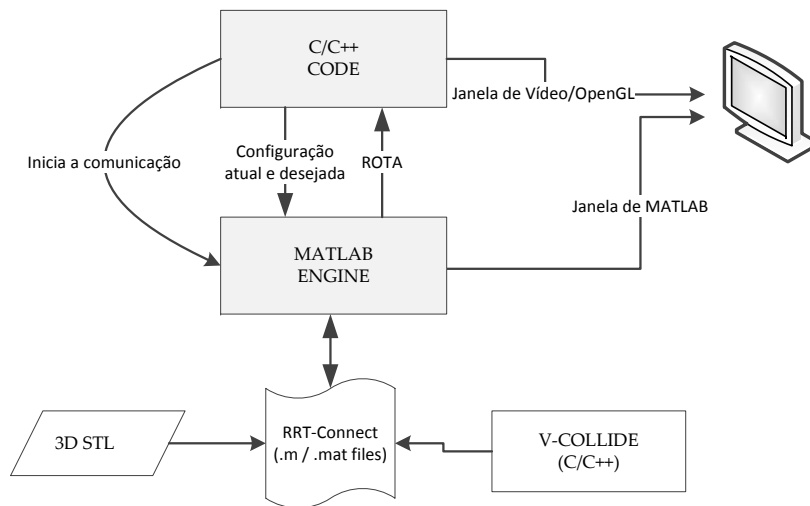 C/C++
CODE
Janela de Vídeo/OpenGL
Inicia a comunicação
Configuração
atual e desejada
ROTA
Janela de MATLAB
MATLAB
ENGINE
3D STL
RRT-Connect
(.m / .mat files)
V-COLLIDE
(C/C++)